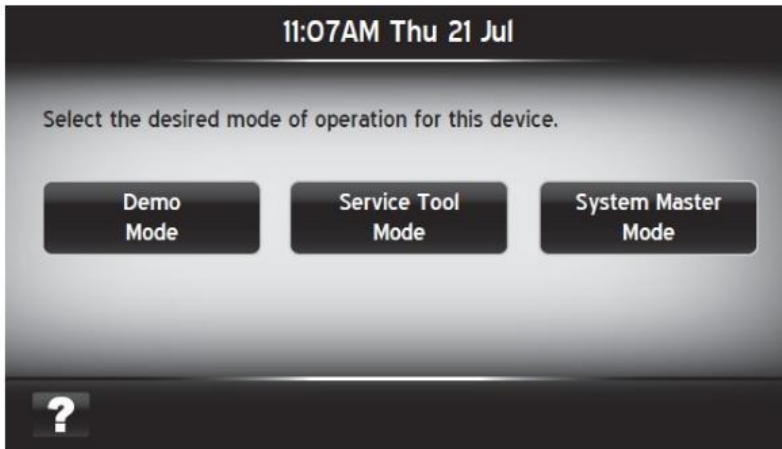 11:07AM Thu 21 Jul
Select the desired mode of operation for this device.
Demo
Mode
Service Tool
Mode
System Master
Mode
?